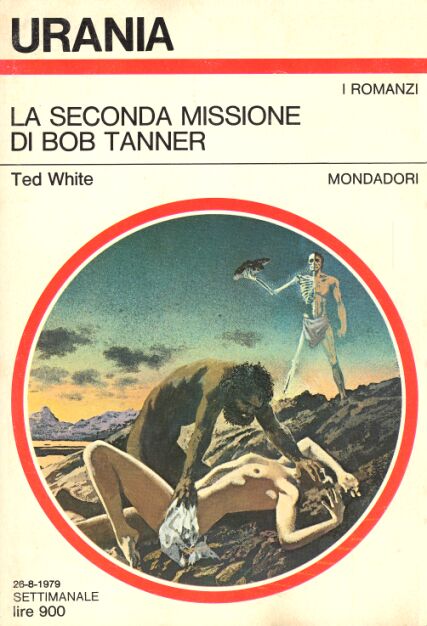 URANIA
I ROMANZI
LA SECONDA MISSIONE
DI BOB TANNER
Ted White
MONDADORI
26-8-1979
SETTIMANALE
lire 900